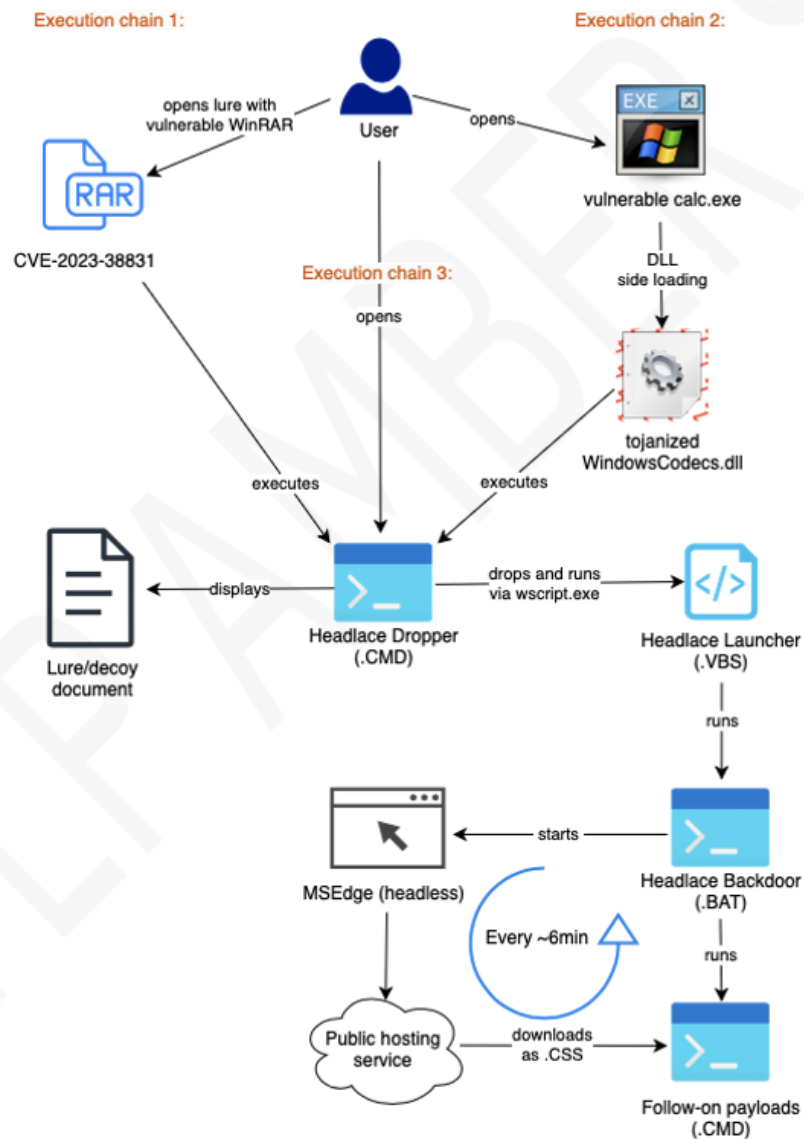 Execution chain 1:
Execution chain 2:
opens lure with
vulnerable WinRAR
User
opens
EXE
RAR
vulnerable calc.exe
CVE-2023-38831
DLL
side loading
Execution chain 3:
opens
tojanized
WindowsCodecs.dll
executes
executes
displays
drops and runs
via wscript.exe
Lure/decoy
document
Headlace Dropper
(.CMD)
Headlace Launcher
(.VBS)
runs
starts
MSEdge (headless)
Headlace Backdoor
(.BAT)
Every ~6min
runs
Public hosting
service
downloads
as .CSS
Follow-on payloads
(.CMD)